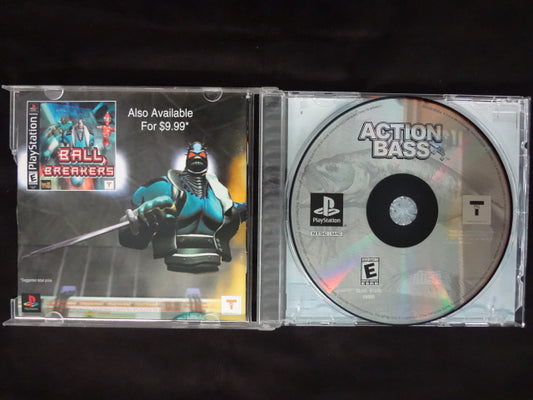 Also Available
For $9.99*
PlayStation
BALL
BREAKERS
E
T
*Suggested retail price.
T
ACTION
BASS
PlayStation
NTSC U/C
T
E